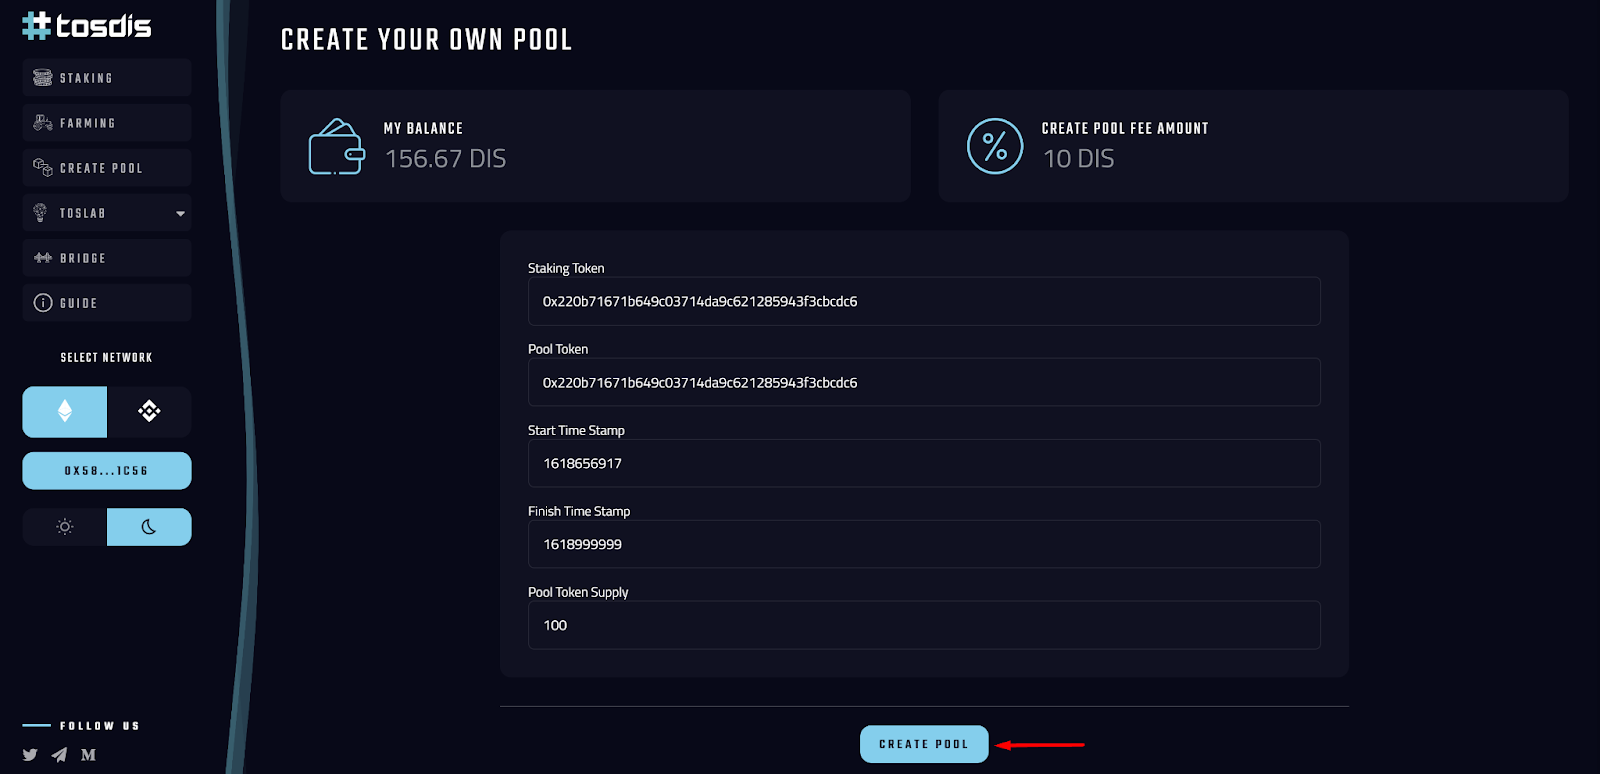 #tosdis
STAKING
FARMING
CREATE POOL
TOSLAB
BRIDGE
GUIDE
SELECT NETWORK
0X58...1C56
FOLLOW US
CREATE YOUR OWN POOL
MY BALANCE
156.67 DIS
CREATE POOL FEE AMOUNT
10 DIS
Staking Token
0x220b71671b649c03714da9c621285943f3cbcdc6
Pool Token
0x220b71671b649c03714da9c621285943f3cbcdc6
Start Time Stamp
1618656917
Finish Time Stamp
1618999999
Pool Token Supply
100
CREATE POOL